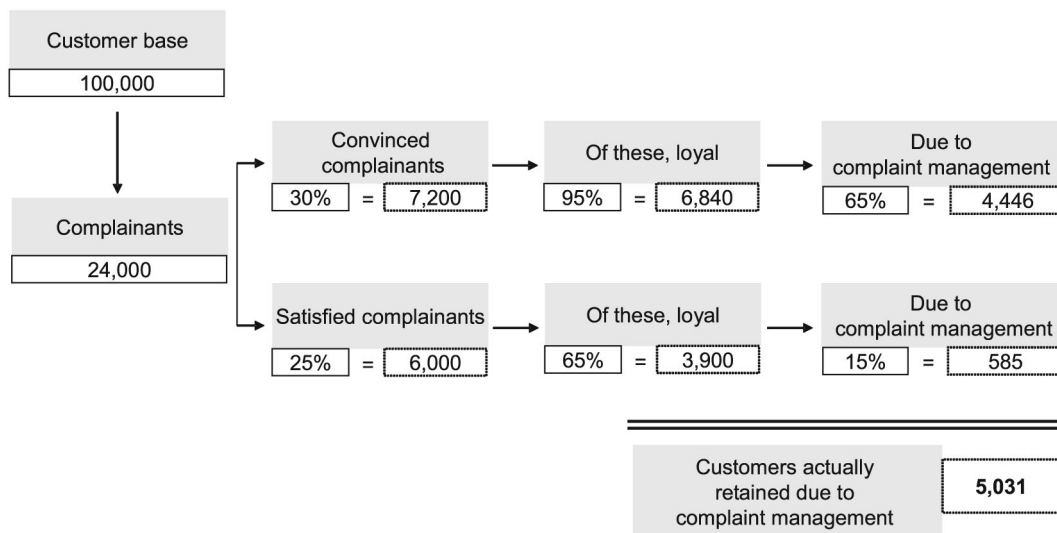 Customer base
100,000
Complainants
24,000
Convinced
complainants
30% = 7,200
Of these, loyal
95% = 6,840
Due to
complaint management
65% = 4,446
Satisfied complainants
25% = 6,000
Of these, loyal
65% = 3,900
Due to
complaint management
15% = 585
Customers actually
retained due to
complaint management
5,031